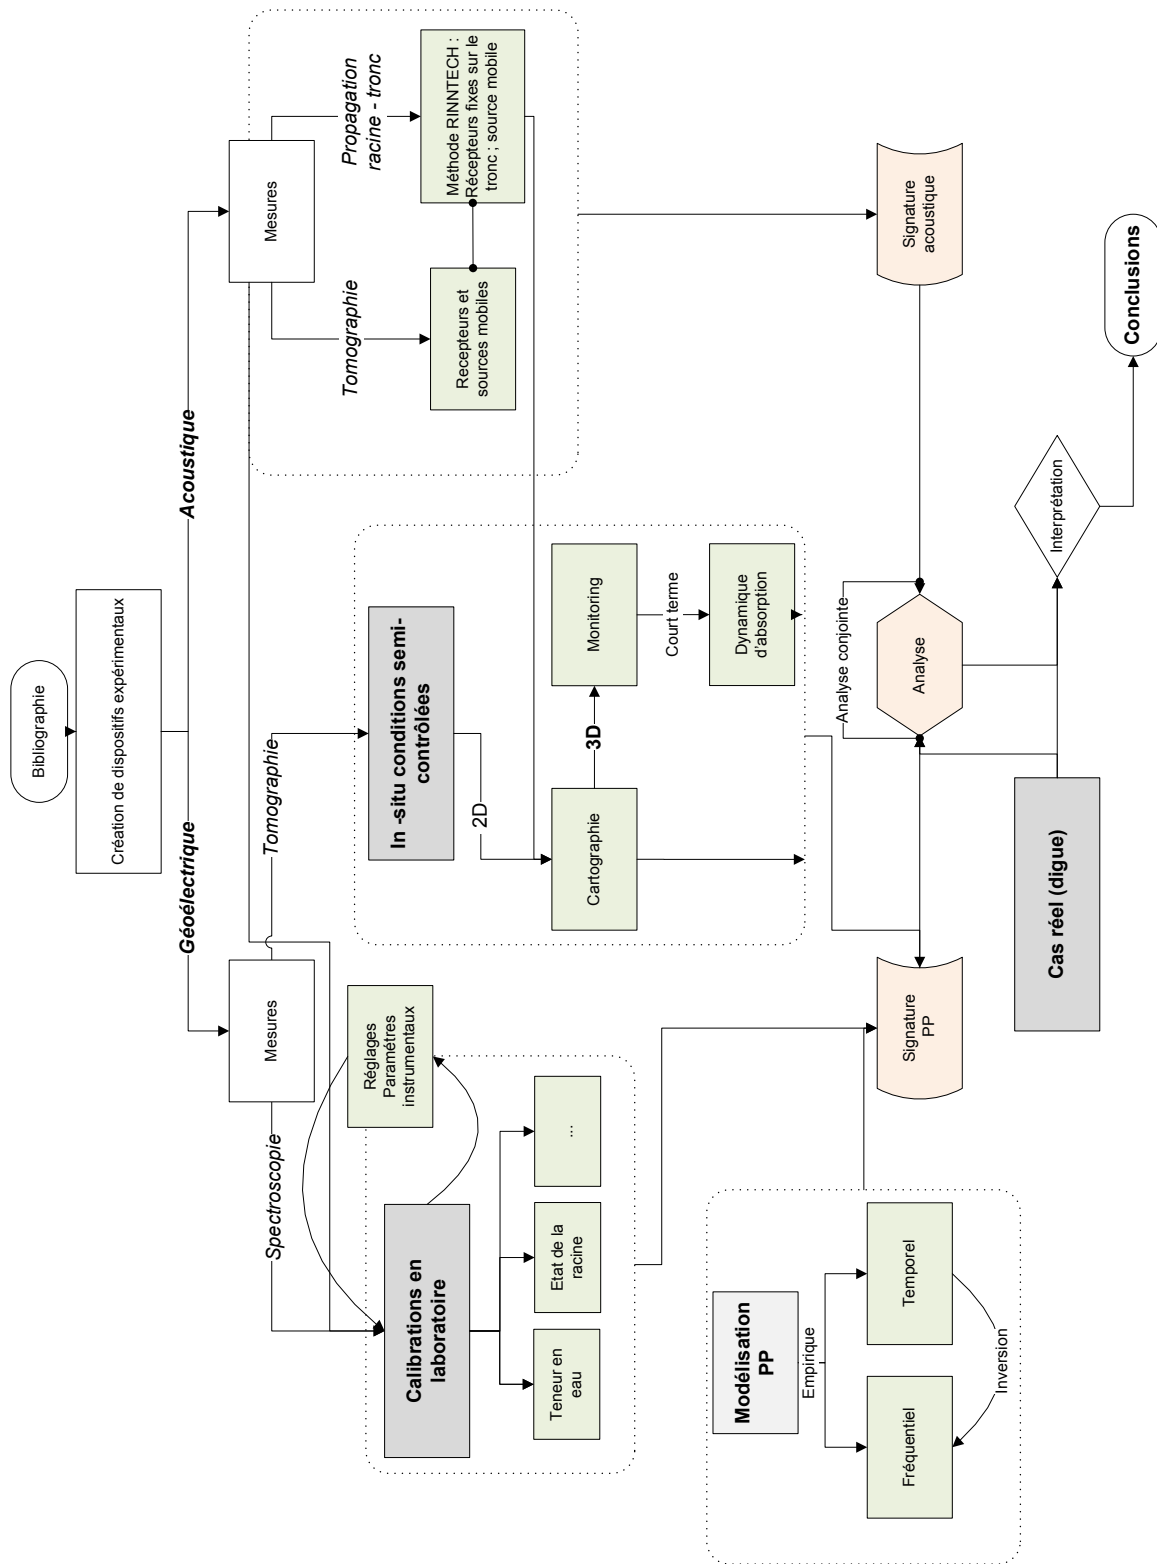 Bibliographie
Création de dispositifs expérimentaux
Géoélectrique
Acoustique
Mesures
Mesures
Spectroscopie
Tomographie
Tomographie
Propagation
racine - tronc
Réglages
Paramétres
instrumentaux
Calibrations en
laboratoire
Teneur en
eau
Etat de la
racine
...
In -situ conditions semi-
contrôlées
2D
Cartographie
3D
Monitoring
Court terme
Dynamique
d'absorption
Recepteurs et
sources mobiles
Méthode RINNTECH :
Récepteurs fixes sur le
tronc ; source mobile
Modélisation
PP
Empirique
Fréquentiel
Temporel
Inversion
Signature
PP
Analyse conjointe
Analyse
Signature
acoustique
Cas réel (digue)
Interprétation
Conclusions